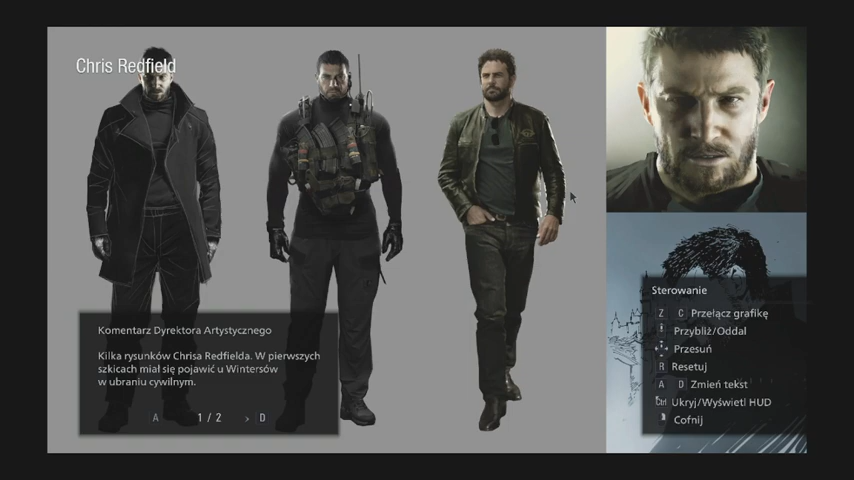 Chris Redfield
Komentarz Dyrektora Artystycznego
Kilka rysunków Chrisa Redfielda. W pierwszych
szkicach miał się pojawić u Wintersów
w ubraniu cywilnym.
A 1 / 2 > D
Sterowanie
Z C Przełącz grafikę
Przybliż/Oddal
Przesuń
R Resetuj
A D Zmień tekst
Ctrl Ukryj/Wyświetl HUD
Cofnij